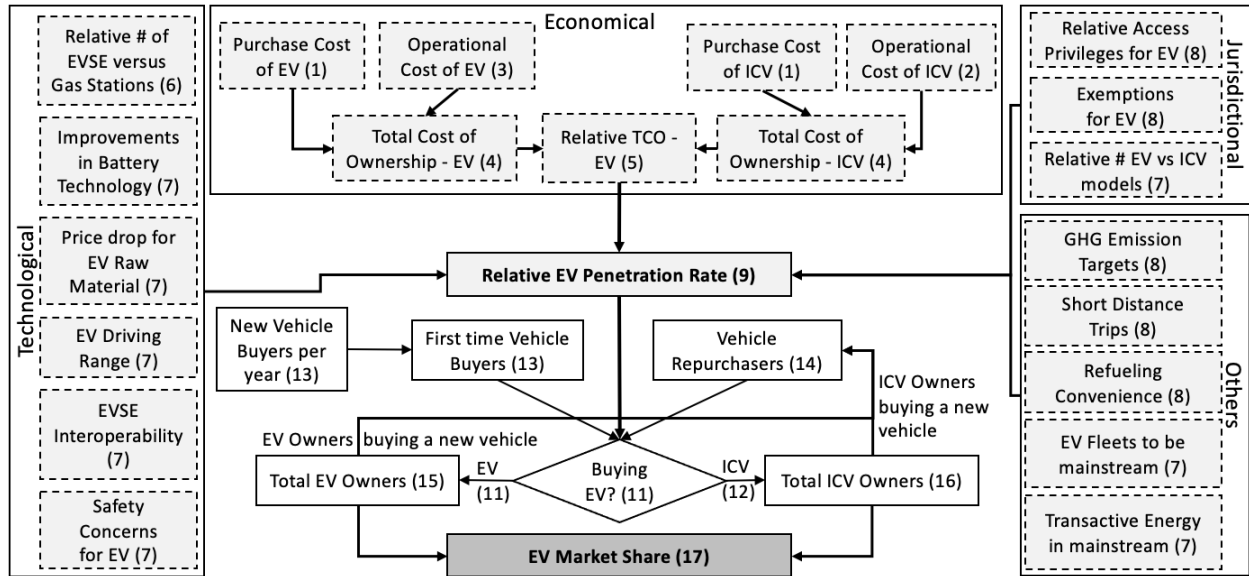 Technological
Relative # of
EVSE versus
Gas Stations (6)
Improvements
in Battery
Technology (7)
Price drop for
EV Raw
Material (7)
EV Driving
Range (7)
EVSE
Interoperability
(7)
Safety
Concerns
for EV (7)
Economical
Purchase Cost
of EV (1)
Operational
Cost of EV (3)
Purchase Cost
of ICV (1)
Operational
Cost of ICV (2)
Total Cost of
Ownership - EV (4)
Relative TCO -
EV (5)
Total Cost of
Ownership - ICV (4)
Relative EV Penetration Rate (9)
New Vehicle
Buyers per
year (13)
First time Vehicle
Buyers (13)
Vehicle
Repurchasers (14)
ICV Owners
buying a new
vehicle
EV Owners buying a new vehicle
Total EV Owners (15)
EV
(11)
Buying
EV? (11)
ICV
(12)
Total ICV Owners (16)
EV Market Share (17)
Jurisdictional
Relative Access
Privileges for EV (8)
Exemptions
for EV (8)
Relative # EV vs ICV
models (7)
Others
GHG Emission
Targets (8)
Short Distance
Trips (8)
Refueling
Convenience (8)
EV Fleets to be
mainstream (7)
Transactive Energy
in mainstream (7)